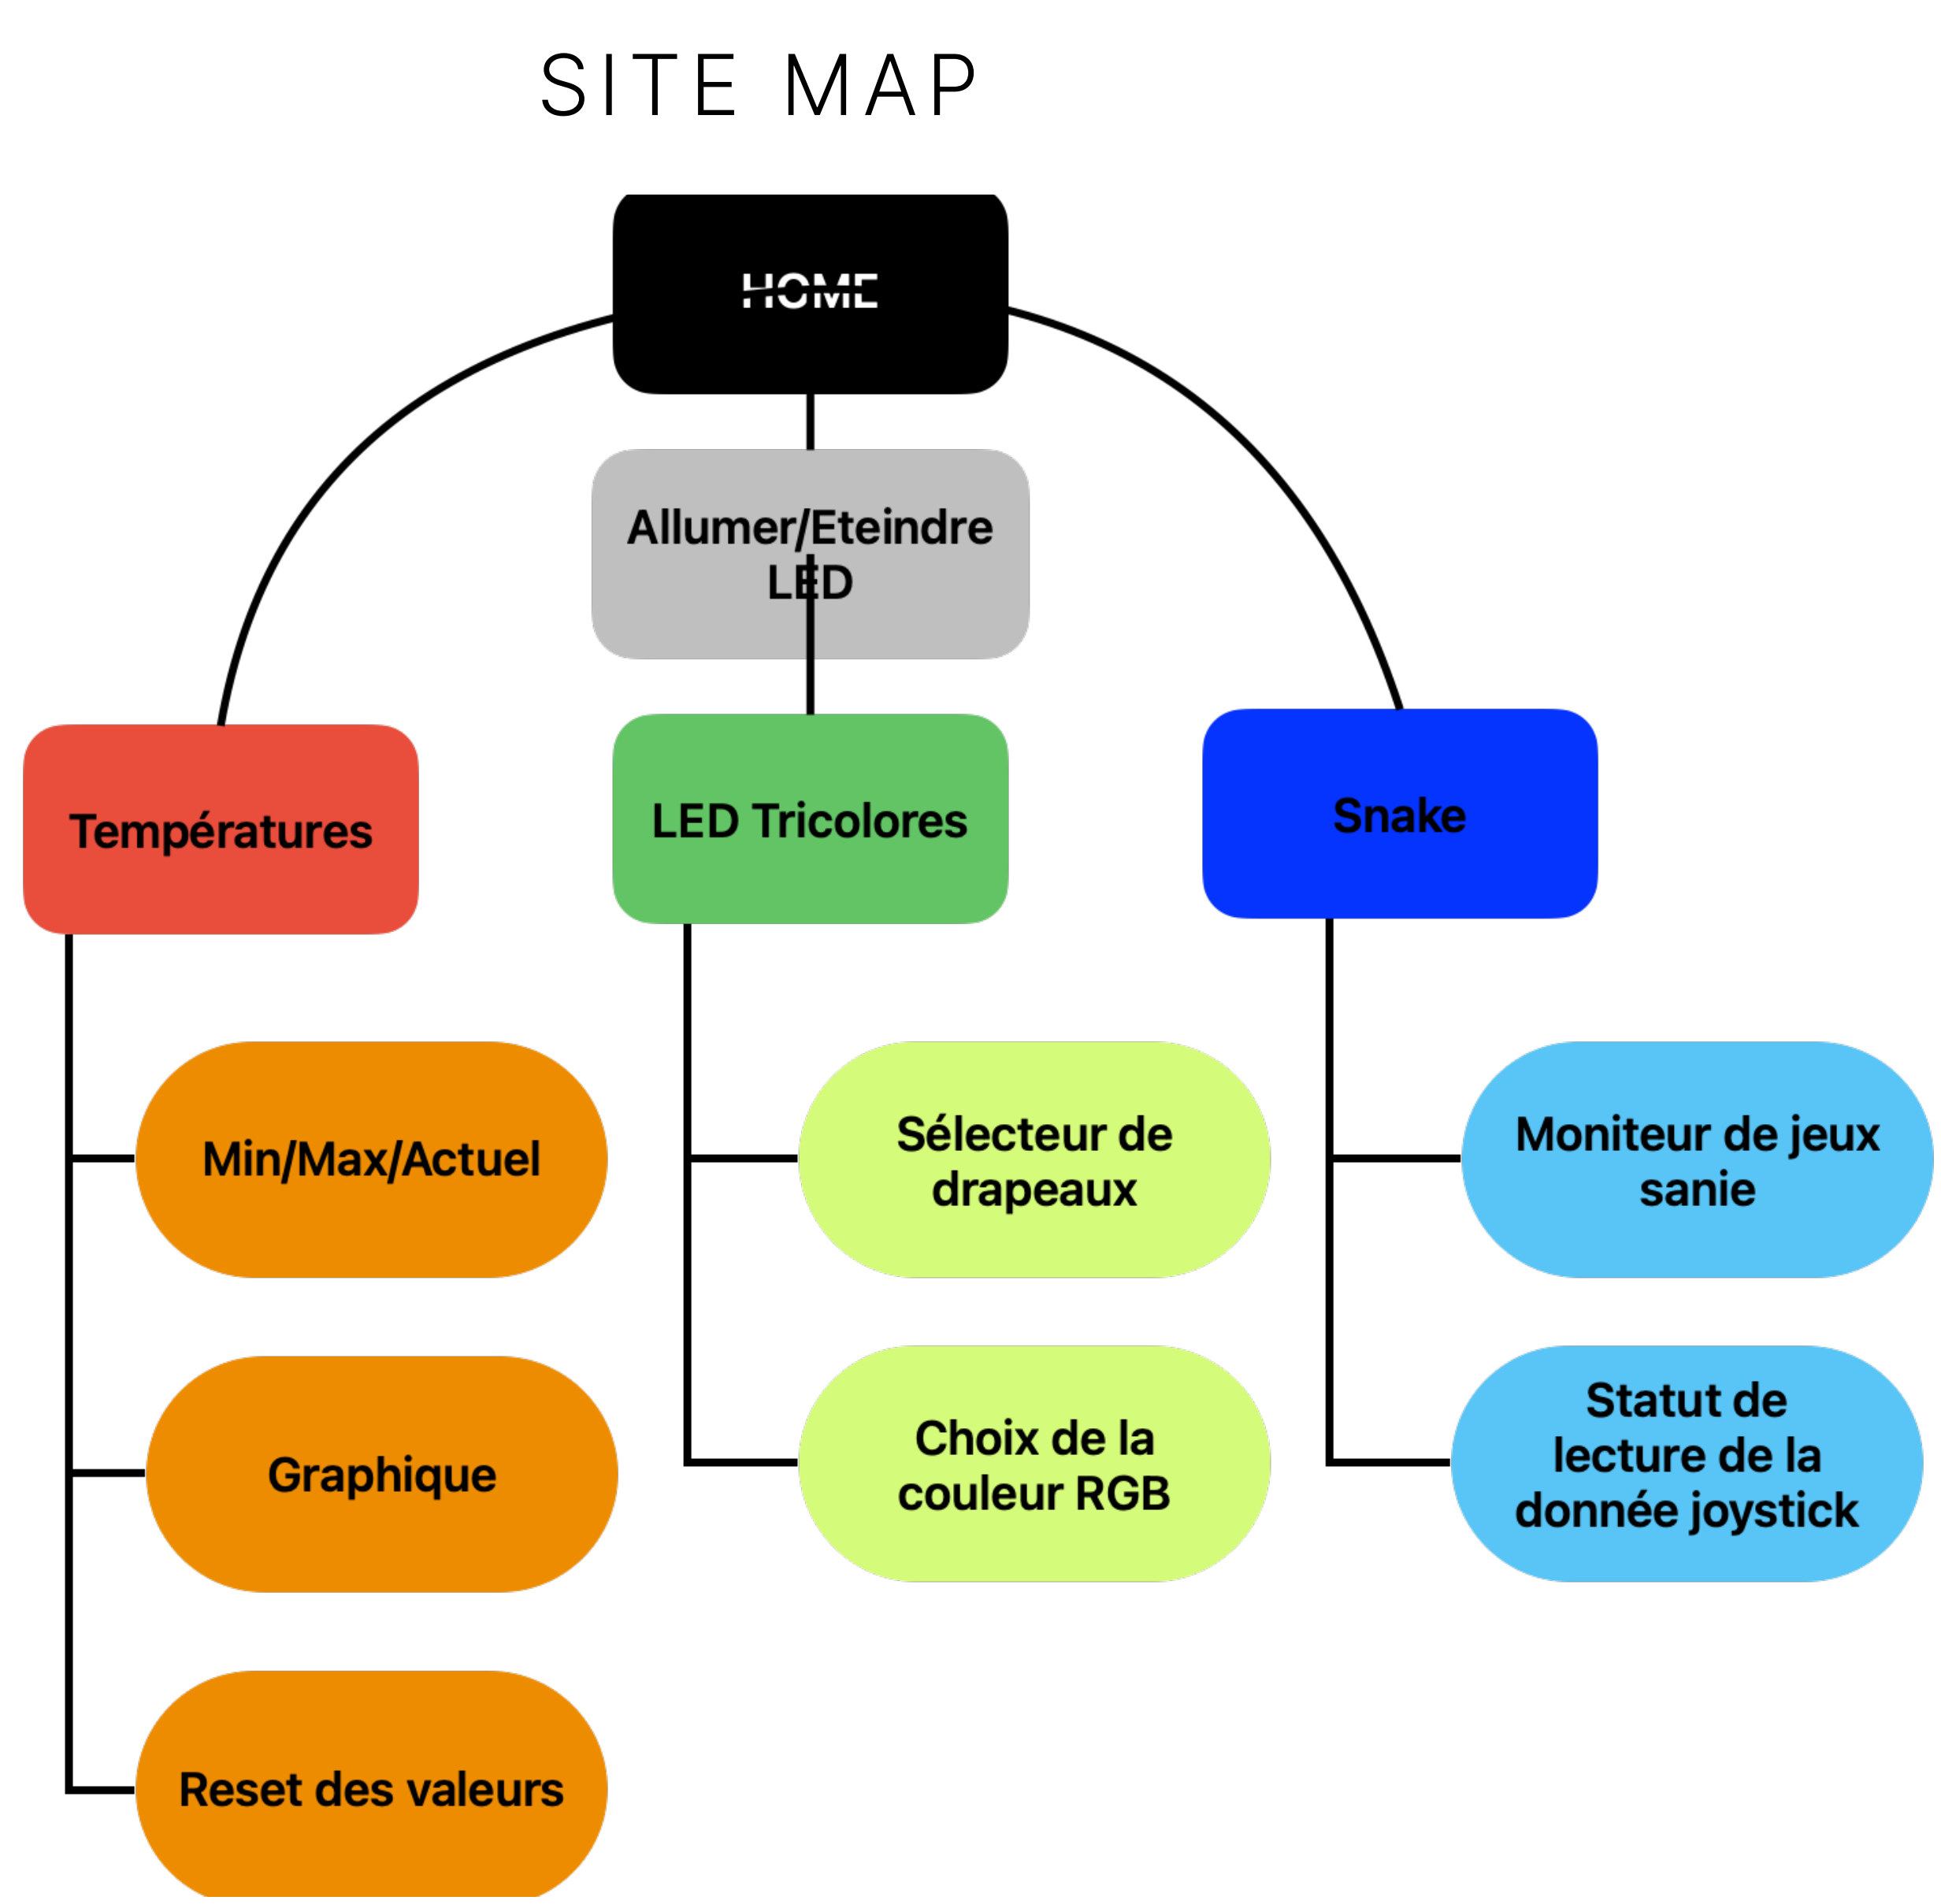 SITE MAP
HOME
Allumer/Eteindre
LED
Températures
LED Tricolores
Snake
Min/Max/Actuel
Sélecteur de
drapeaux
Moniteur de jeux
sanie
Graphique
Choix de la
couleur RGB
Statut de
lecture de la
donnée joystick
Reset des valeurs